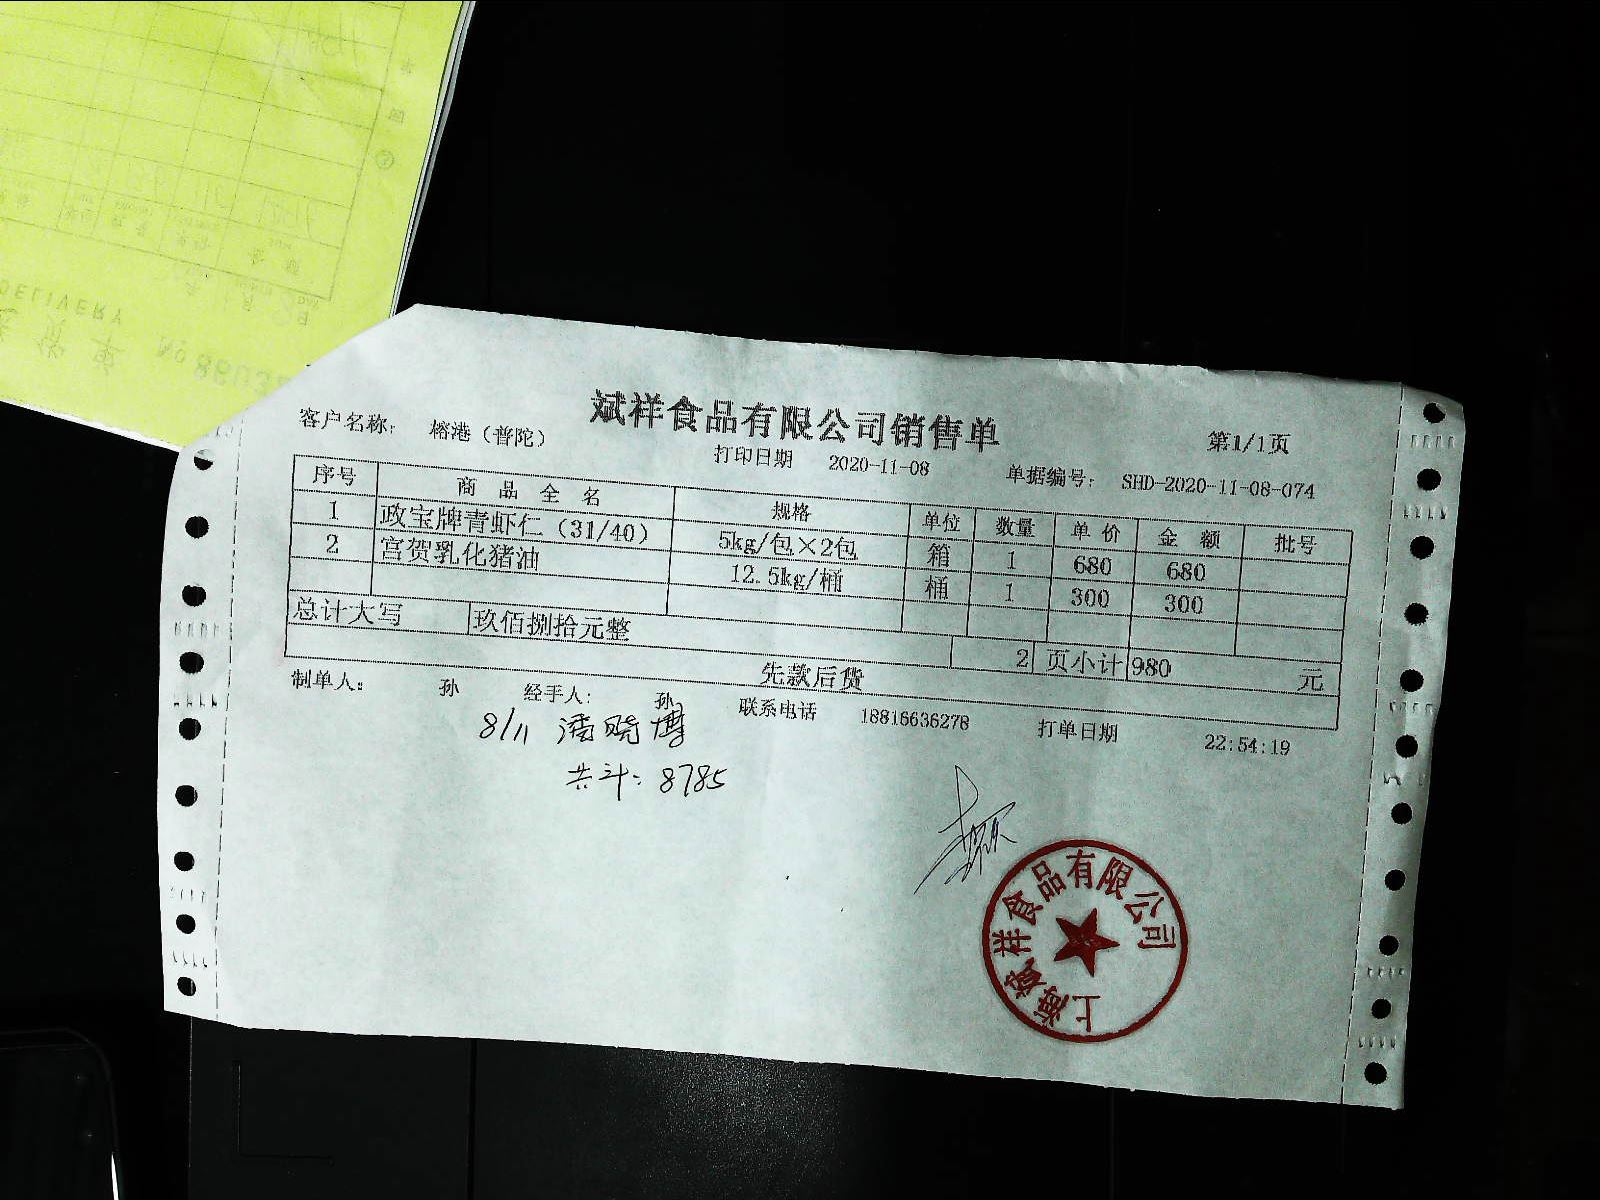 斌祥食品有限公司销售单
客户名称: 榕港（普陀） 打印日期 2020-11-08 单据编号: SHD-2020-11-08-074 第1/1页
序号 商品全名 规格 单位 数量 单价 金额 批号
1 政宝牌青虾仁（31/40） 5kg/包×2包 箱 1 680 680
2 宫贺乳化猪油 12.5kg/桶 桶 1 300 300
总计大写 玖佰捌拾元整 2 页小计 980 元
先款后货
制单人: 孙 经手人: 孙 联系电话 18816636278 打单日期 22:54:19
8/11 潘晓博
共计: 8785
上海斌祥食品有限公司